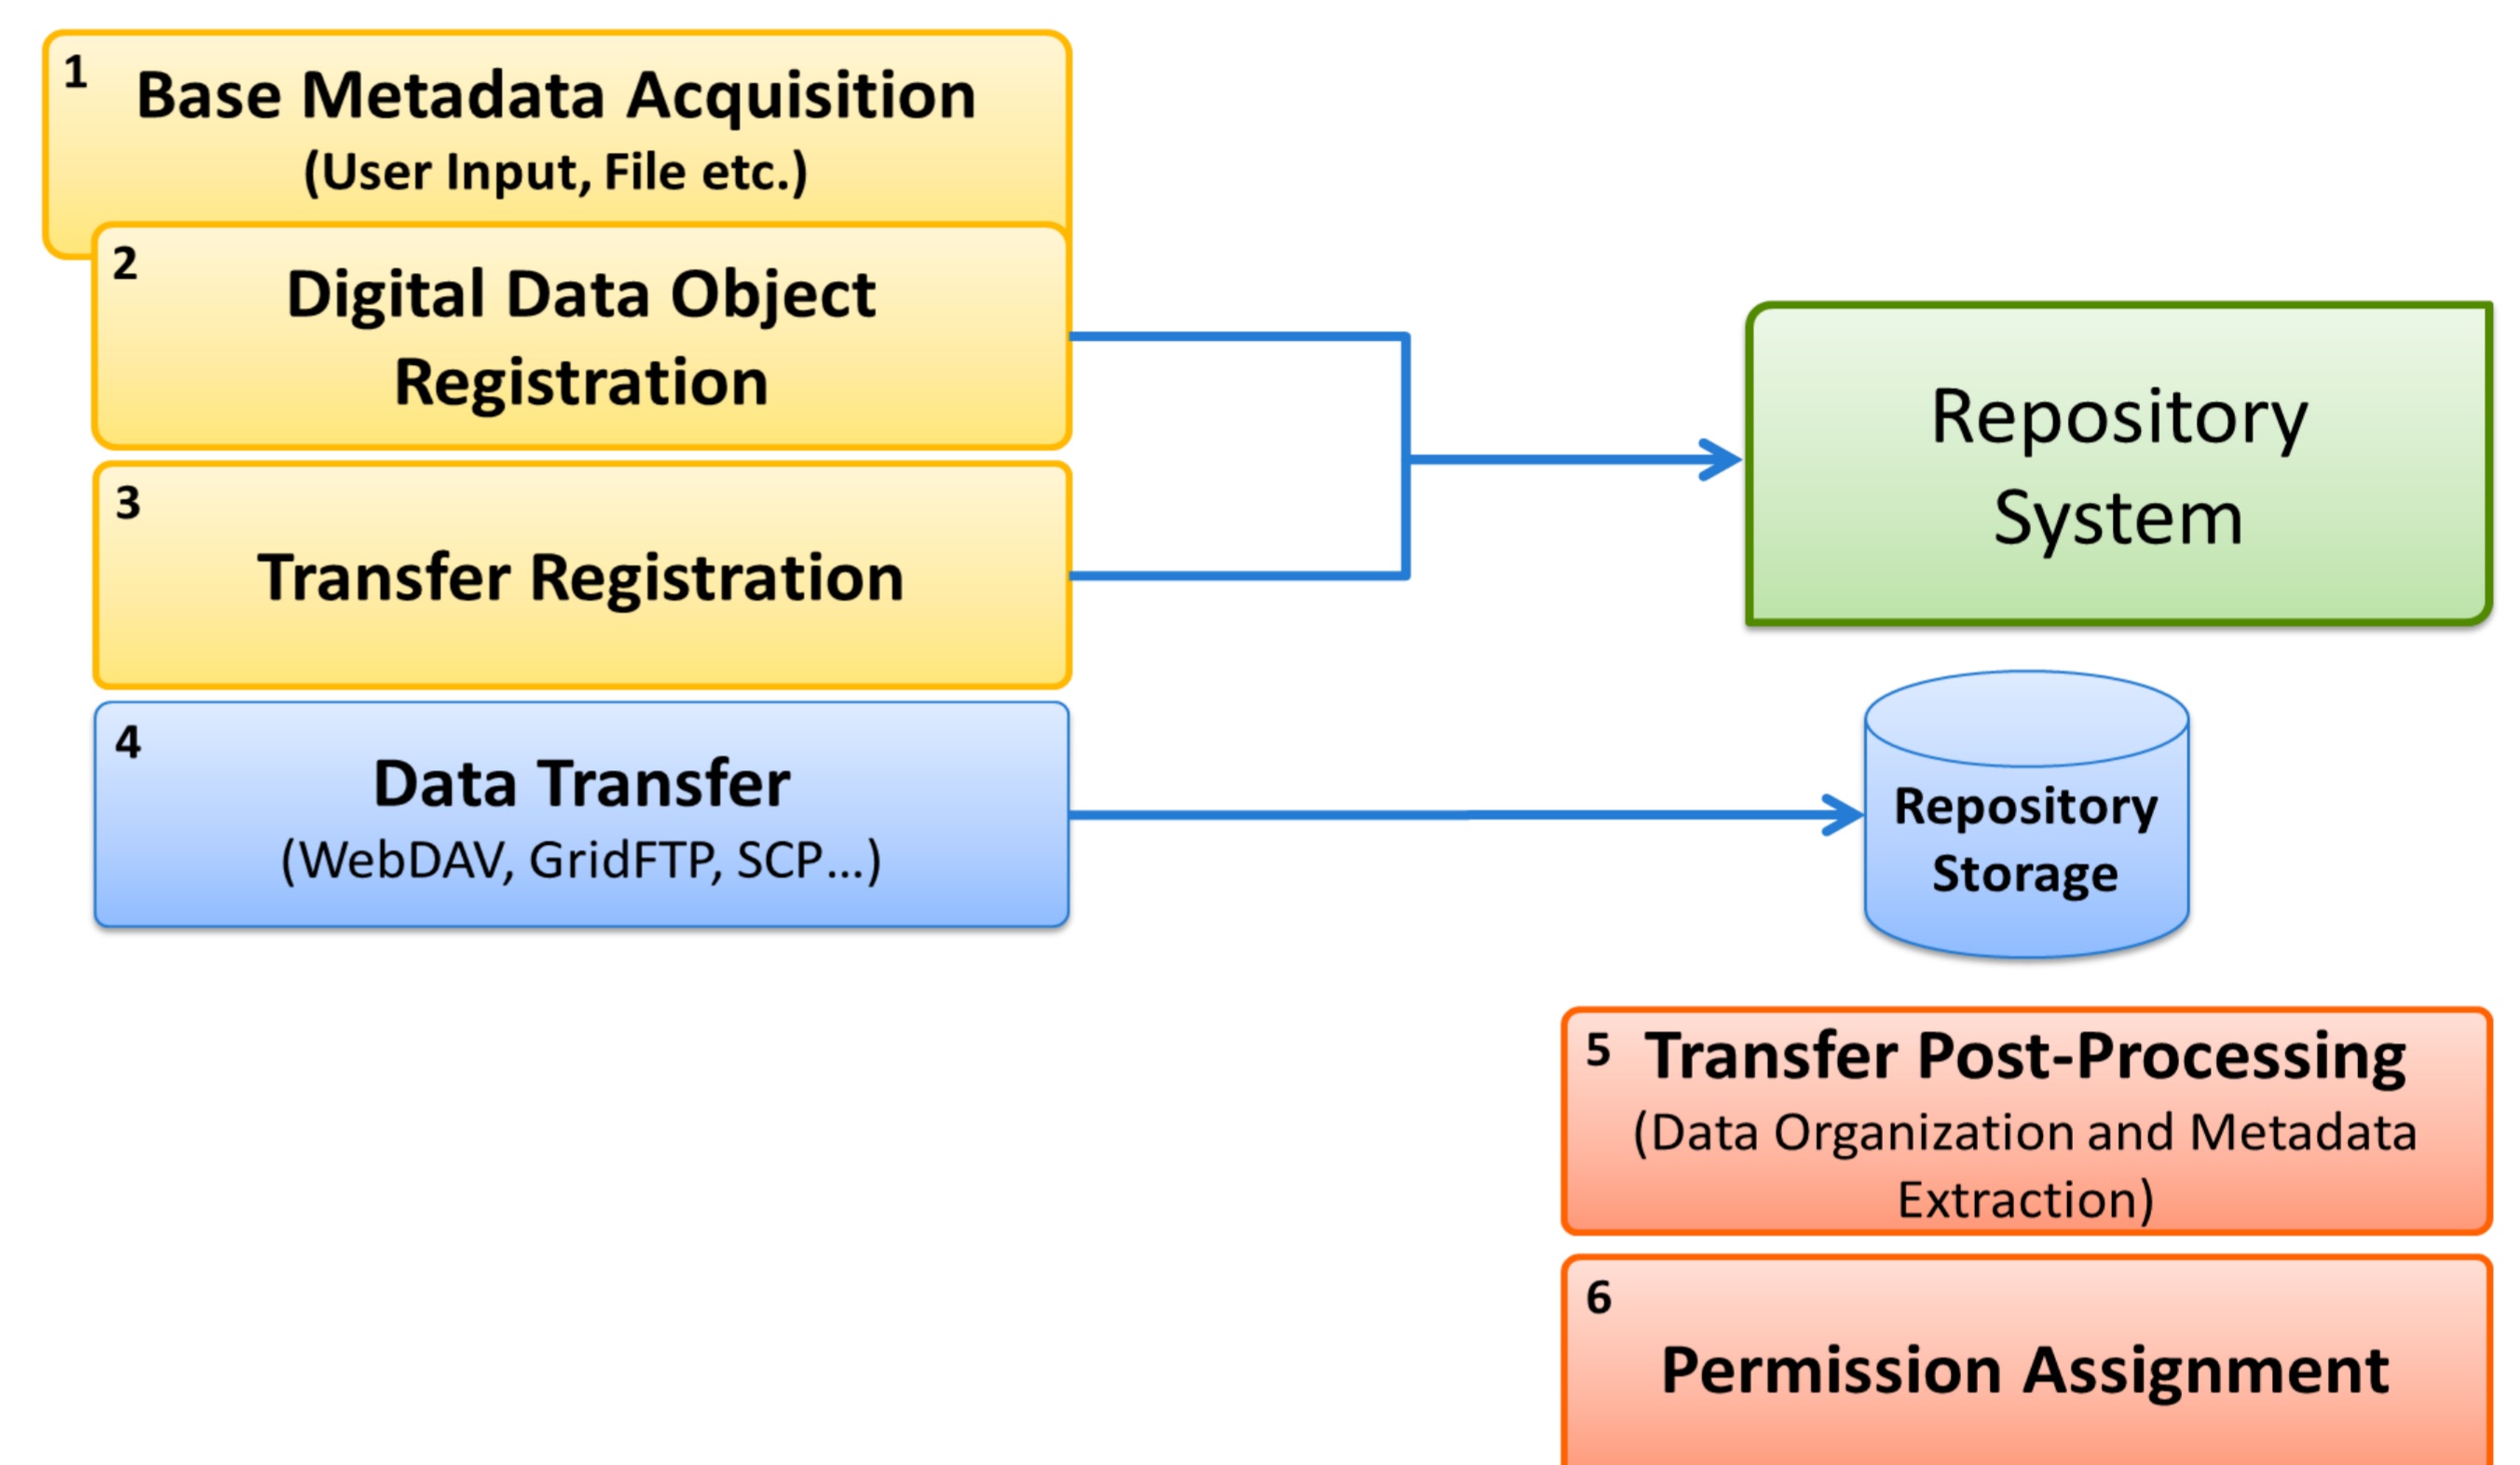 1
Base Metadata Acquisition
(User Input, File etc.)
2
Digital Data Object
Registration
3
Transfer Registration
4
Data Transfer
(WebDAV, GridFTP, SCP...)
Repository
System
Repository
Storage
5 Transfer Post-Processing
(Data Organization and Metadata
Extraction)
6
Permission Assignment